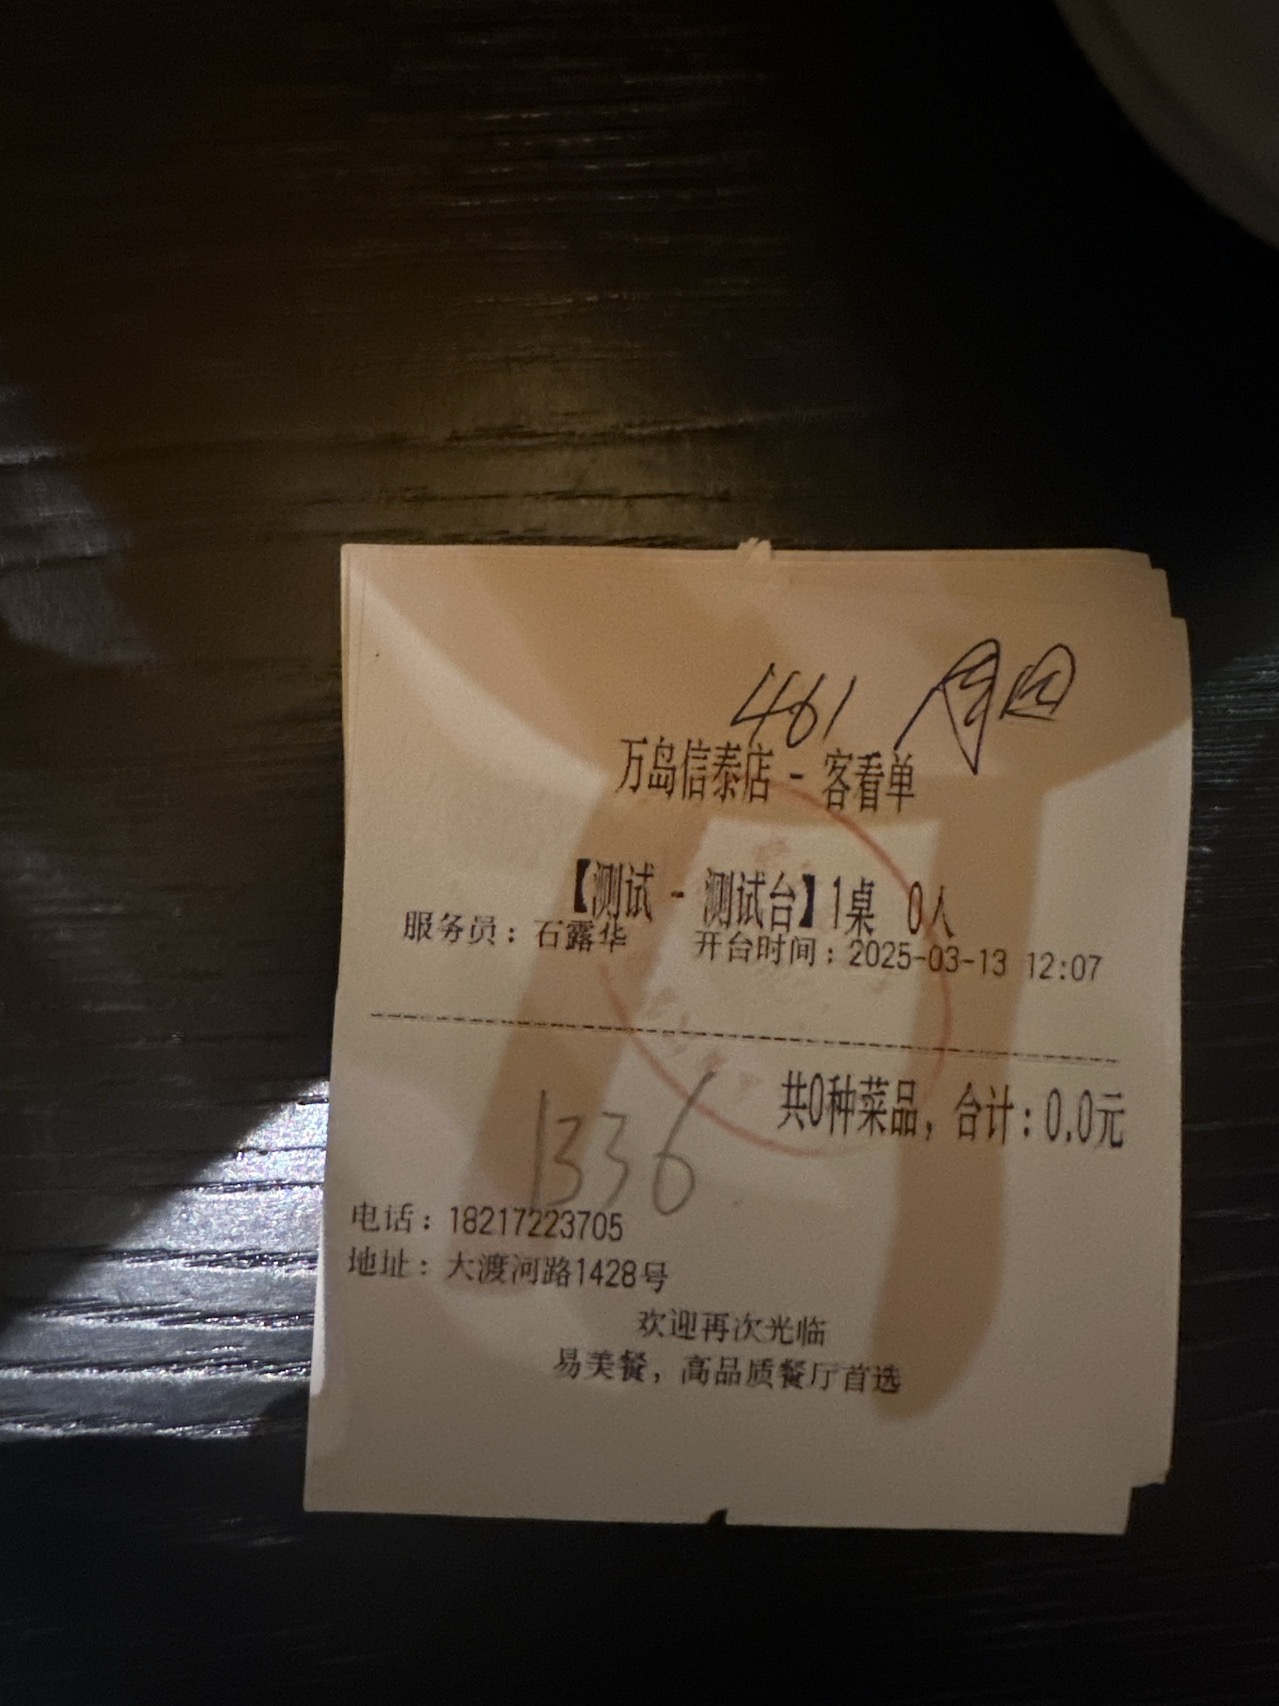 461
万岛信泰店 - 客看单
【测试 - 测试台】1桌 0人
服务员：石露华 开台时间：2025-03-13 12:07
共0种菜品，合计：0.0元
1336
电话：18217223705
地址：大渡河路1428号
欢迎再次光临
易美餐，高品质餐厅首选